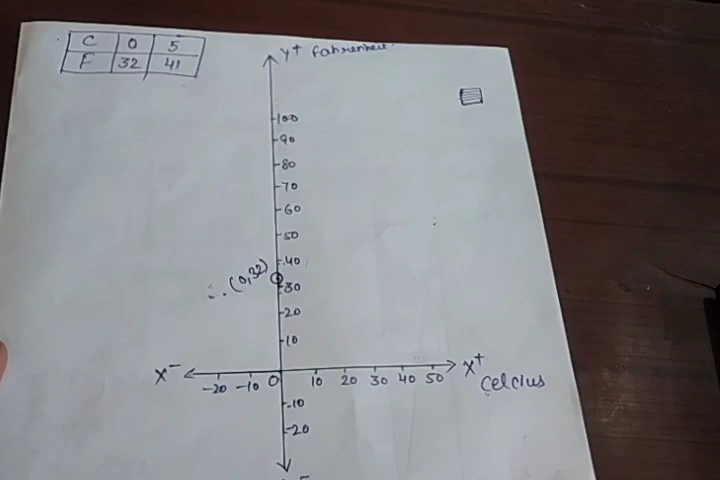 C 0 5
F 32 41
Y+ fahrenheit
100
90
80
70
60
50
40
(0,32)
30
20
10
X- -20 -10 0 10 20 30 40 50 X+
Celcius
-10
-20